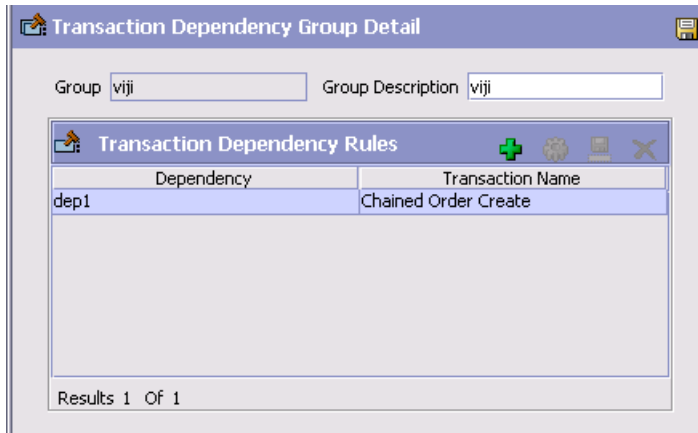 Transaction Dependency Group Detail
Group viji Group Description viji
Transaction Dependency Rules
Dependency Transaction Name
dep1 Chained Order Create
Results 1 Of 1